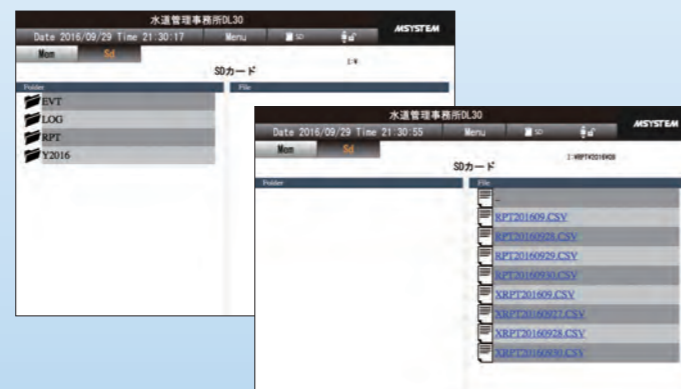 水道管理事務所DL30
MSYSTEM
Date 2016/09/29 Time 21:30:17
Menu
SD
Mem
Sd
SDカード
Folder
File
EVT
LOG
RPT
Y2016
水道管理事務所DL30
MSYSTEM
Date 2016/09/29 Time 21:30:55
Menu
SD
Mem
Sd
SDカード
Folder
File
..
RPT201609.CSV
RPT20160928.CSV
RPT20160929.CSV
RPT20160930.CSV
XRPT201609.CSV
XRPT20160927.CSV
XRPT20160928.CSV
XRPT20160930.CSV